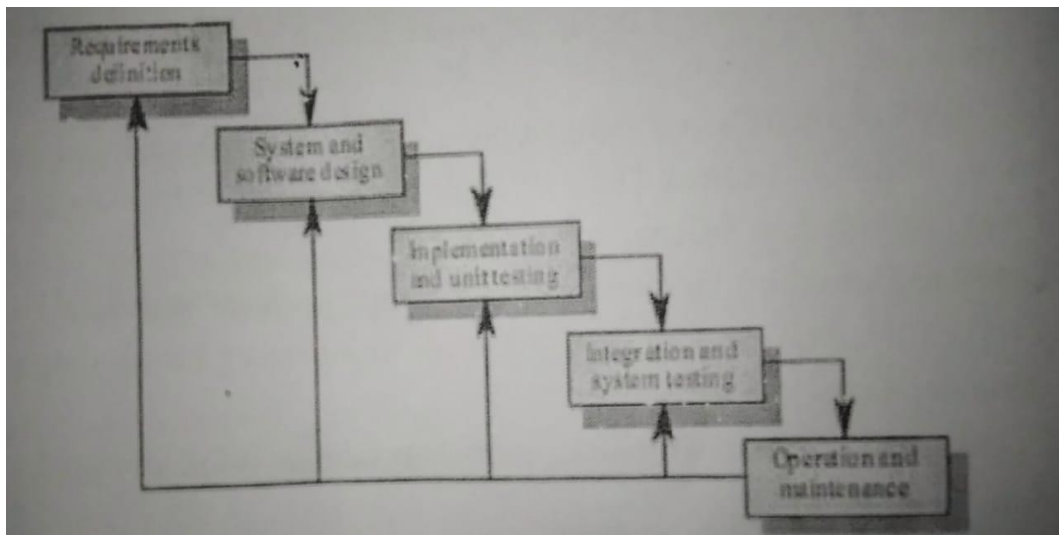 Requirements
definition
System and
software design
Implementation
and unit testing
Integration and
system testing
Operation and
maintenance